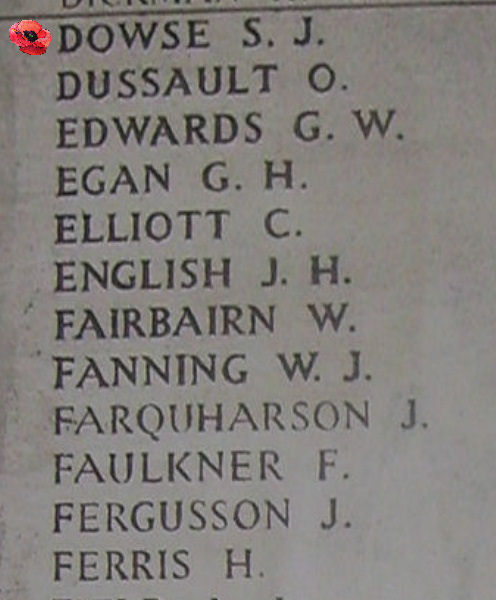 DOWSE S. J.
DUSSAULT O.
EDWARDS G. W.
EGAN G. H.
ELLIOTT C.
ENGLISH J. H.
FAIRBAIRN W.
FANNING W. J.
FARQUHARSON J.
FAULKNER F.
FERGUSSON J.
FERRIS H.